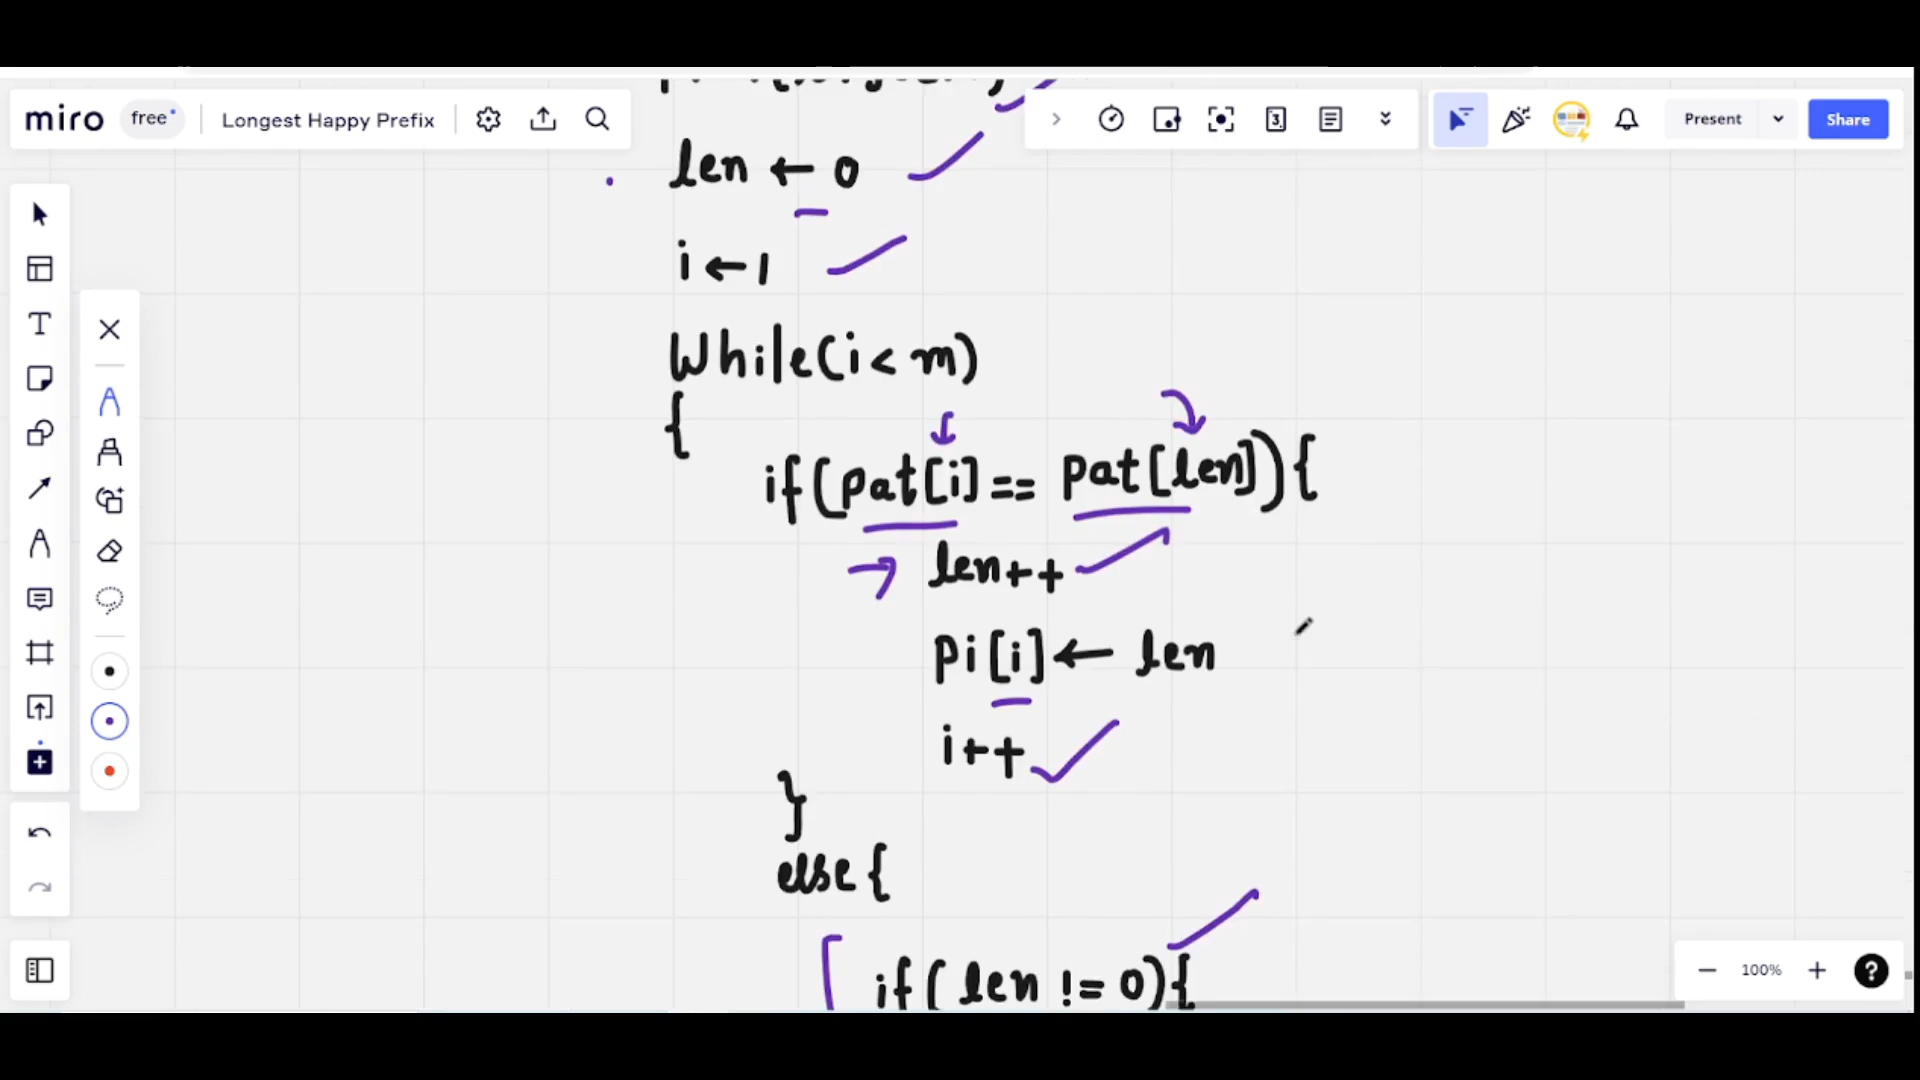 miro free Longest Happy Prefix Present Share
len ← 0
i ← 1
While(i < m)
{
if(pat[i] == pat[len]){
len++
Pi[i] ← len
i++
}
else{
if( len != 0){
100%